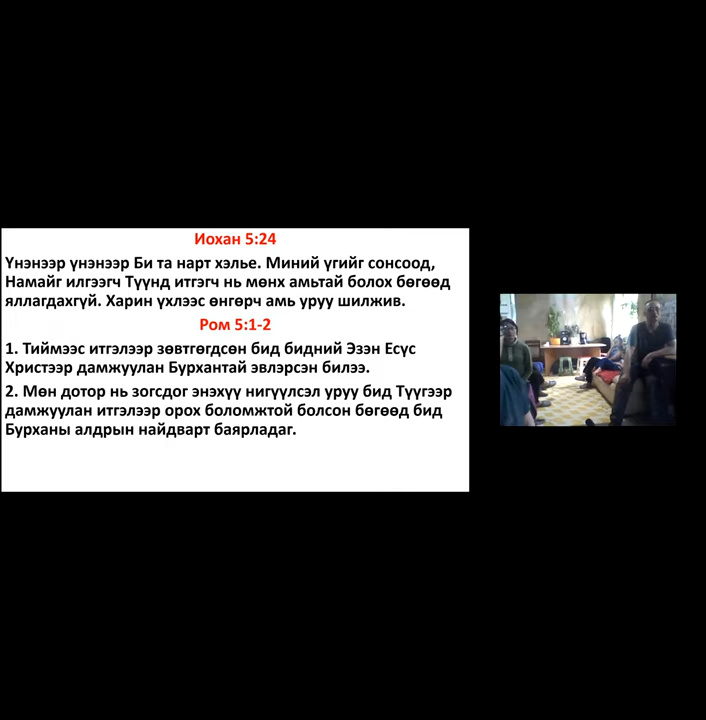 Иохан 5:24
Үнэнээр үнэнээр Би та нарт хэлье. Миний үгийг сонсоод,
Намайг илгээгч Түүнд итгэгч нь мөнх амьтай болох бөгөөд
яллагдахгүй. Харин үхлээс өнгөрч амь уруу шилжив.
Ром 5:1-2
1. Тиймээс итгэлээр зөвтгөгдсөн бид бидний Эзэн Есүс
Христээр дамжуулан Бурхантай эвлэрсэн билээ.
2. Мөн дотор нь зогсдог энэхүү нигүүлсэл уруу бид Түүгээр
дамжуулан итгэлээр орох боломжтой болсон бөгөөд бид
Бурханы алдрын найдварт баярладаг.